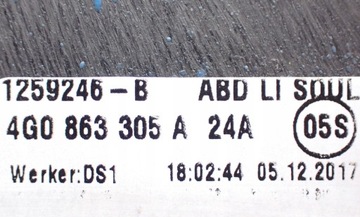 1259246-B ABD LI SOUL
4G0 863 305 A 24A 05S
Werker:DS1 18:02:44 05.12.2017